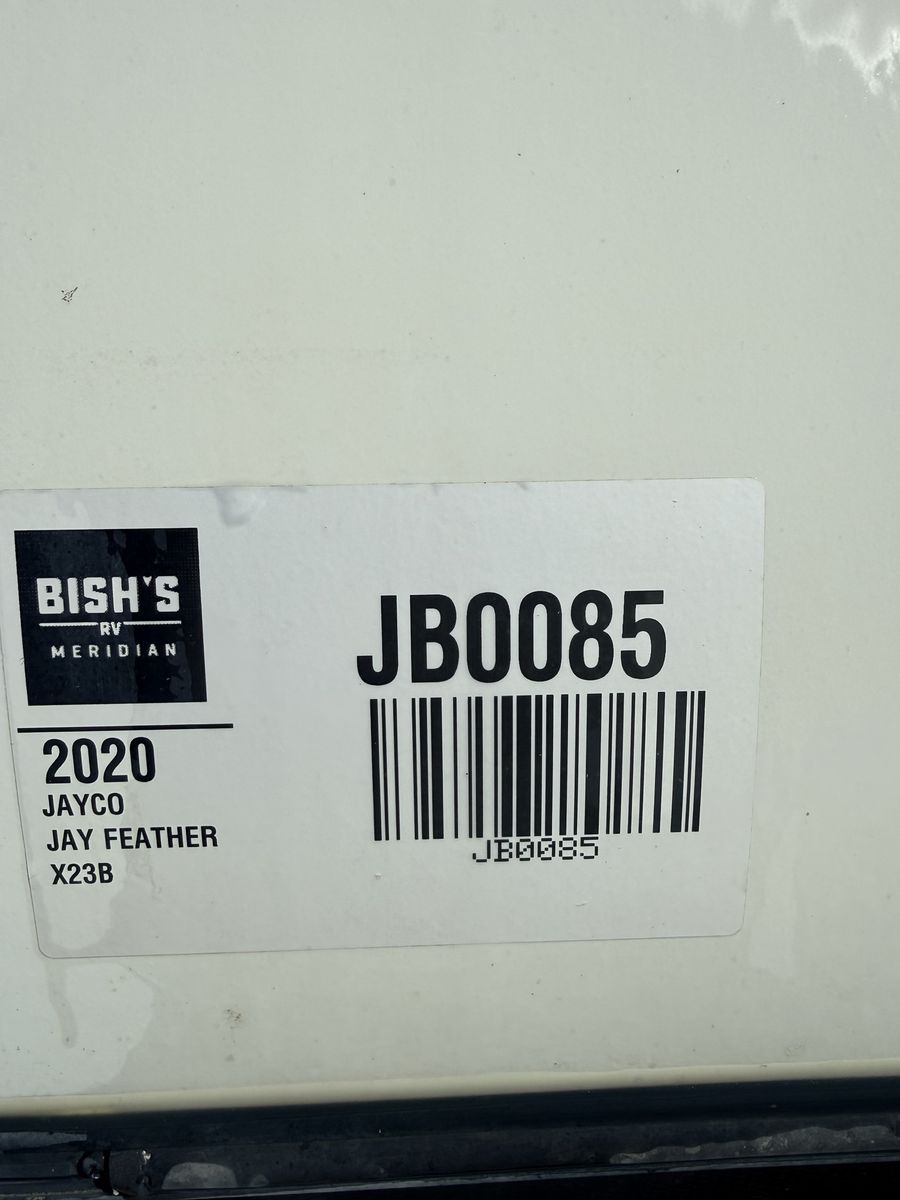 BISH'S
RV
MERIDIAN
2020
JAYCO
JAY FEATHER
X23B
JB0085
JB0085